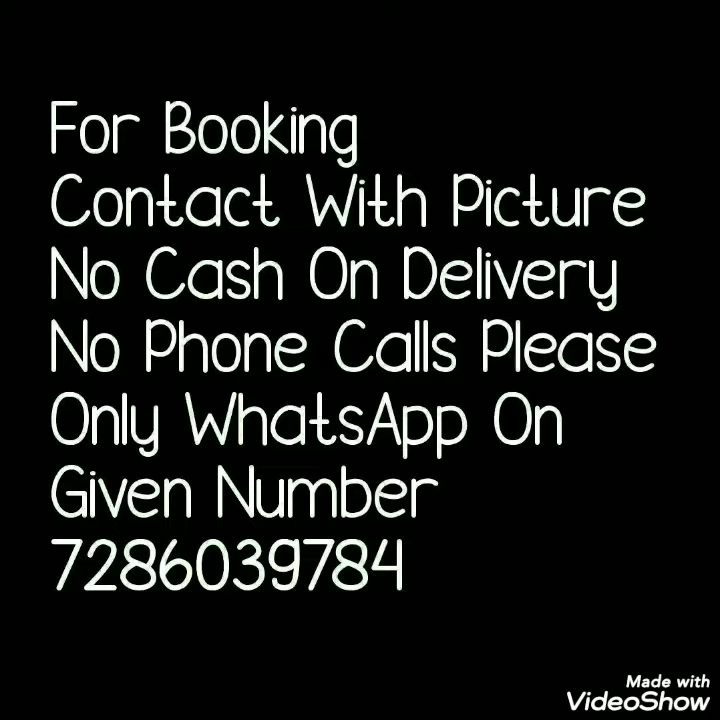 For Booking
Contact With Picture
No Cash On Delivery
No Phone Calls Please
Only WhatsApp On
Given Number
7286039784
Made with
VideoShow